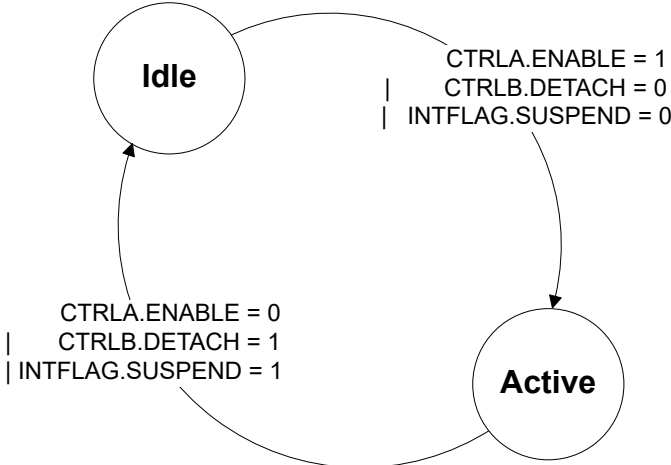 Idle
CTRLA.ENABLE = 1
| CTRLB.DETACH = 0
| INTFLAG.SUSPEND = 0
CTRLA.ENABLE = 0
| CTRLB.DETACH = 1
| INTFLAG.SUSPEND = 1
Active